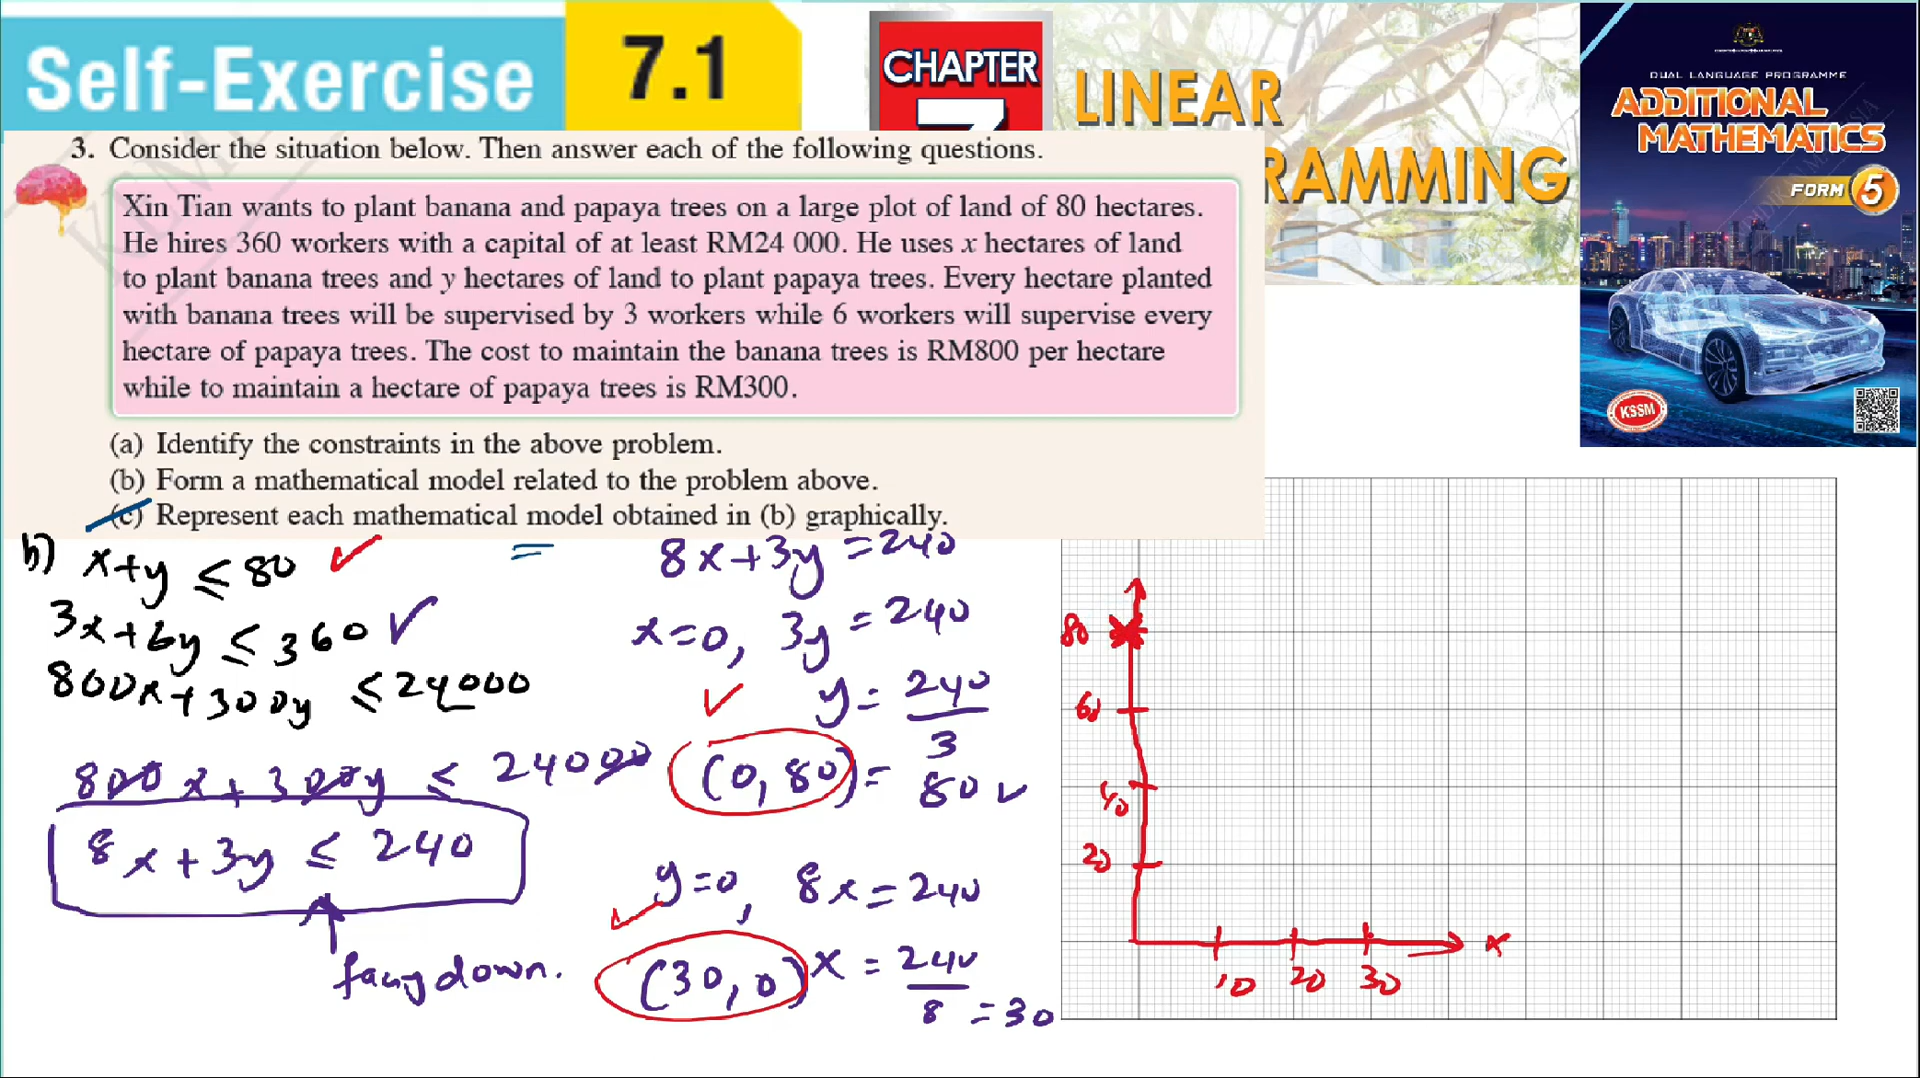 Self-Exercise 7.1
CHAPTER 7
LINEAR
RAMMING
DUAL LANGUAGE PROGRAMME
ADDITIONAL
MATHEMATICS
FORM 5
KSSM
3. Consider the situation below. Then answer each of the following questions.
Xin Tian wants to plant banana and papaya trees on a large plot of land of 80 hectares.
He hires 360 workers with a capital of at least RM24 000. He uses x hectares of land
to plant banana trees and y hectares of land to plant papaya trees. Every hectare planted
with banana trees will be supervised by 3 workers while 6 workers will supervise every
hectare of papaya trees. The cost to maintain the banana trees is RM800 per hectare
while to maintain a hectare of papaya trees is RM300.
(a) Identify the constraints in the above problem.
(b) Form a mathematical model related to the problem above.
(c) Represent each mathematical model obtained in (b) graphically.
b) x+y ≤ 80
3x+6y ≤ 360
800x+300y ≤ 24000
800x + 300y ≤ 24000
8x + 3y ≤ 240
=
8x+3y = 240
x=0, 3y = 240
y = 240/3
(0, 80) = 80
y=0, 8x = 240
(30, 0) x = 240/8 = 30
80
60
40
20
10 20 30 x